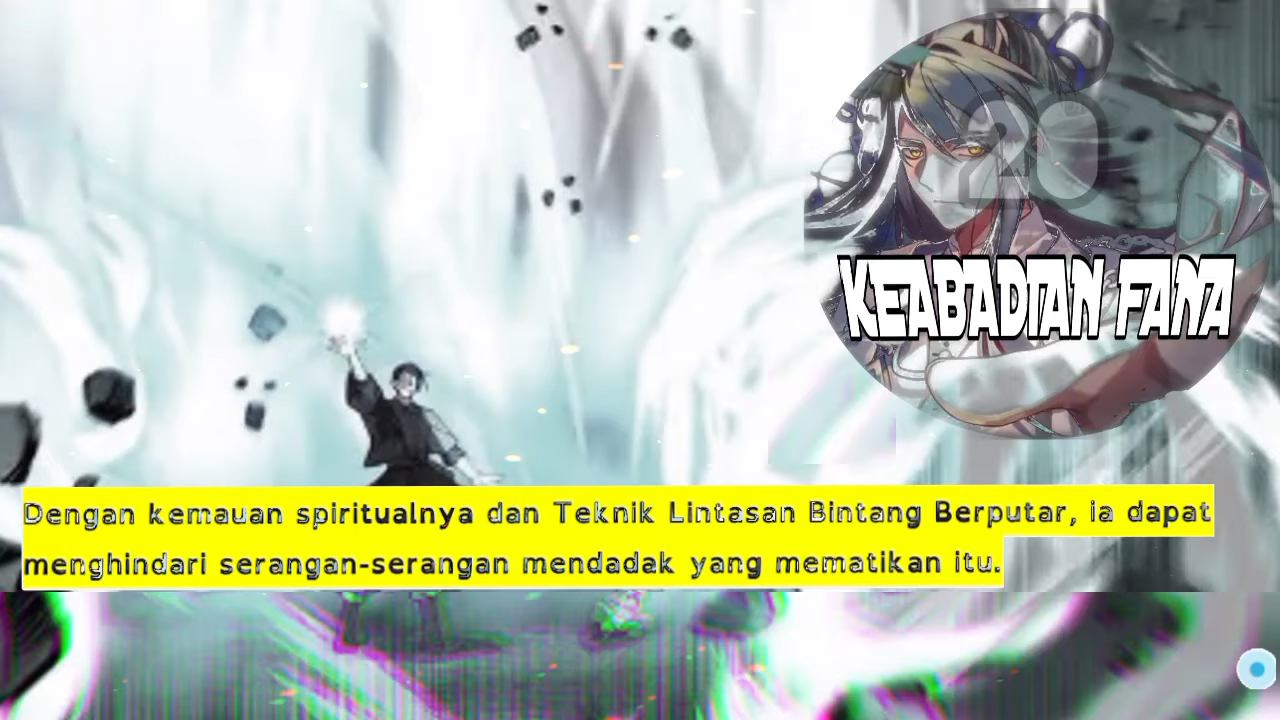 20
KEABADIAN FANA
Dengan kemauan spiritualnya dan Teknik Lintasan Bintang Berputar, ia dapat
menghindari serangan-serangan mendadak yang mematikan itu.